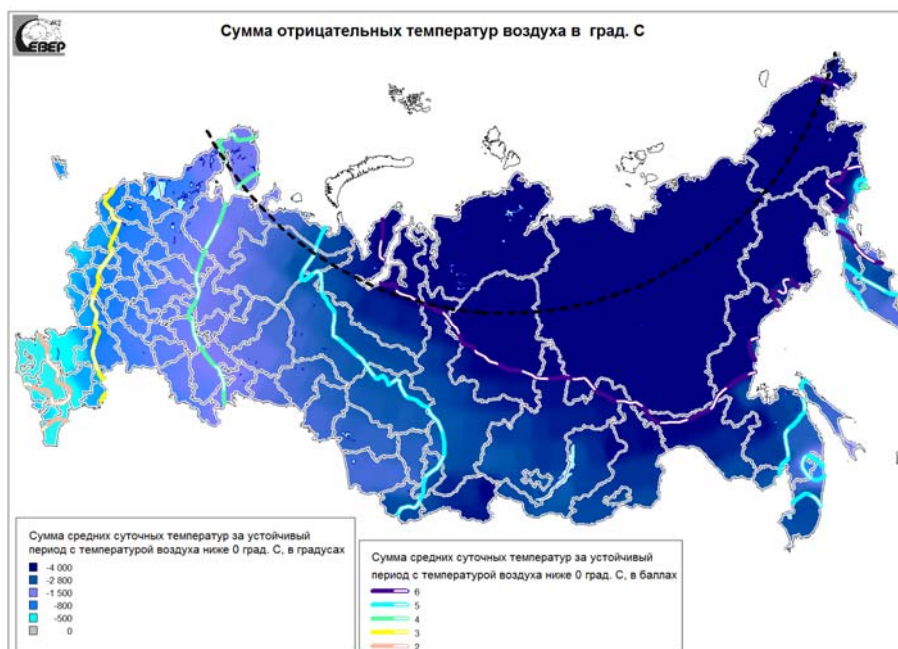 СЕВЕР
Сумма отрицательных температур воздуха в град. С
Сумма средних суточных температур за устойчивый
период с температурой воздуха ниже 0 град. С, в градусах
-4 000
-2 800
-1 500
-800
-500
0
Сумма средних суточных температур за устойчивый
период с температурой воздуха ниже 0 град. С, в баллах
6
5
4
3
2